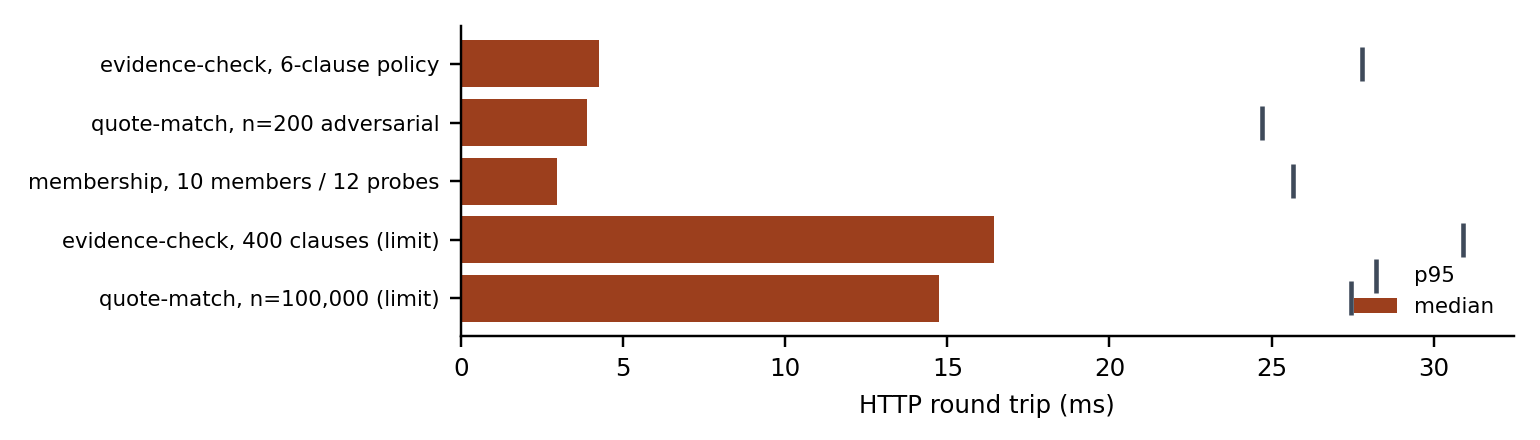 evidence-check, 6-clause policy
quote-match, n=200 adversarial
membership, 10 members / 12 probes
evidence-check, 400 clauses (limit)
quote-match, n=100,000 (limit)
p95
median
0 5 10 15 20 25 30
HTTP round trip (ms)